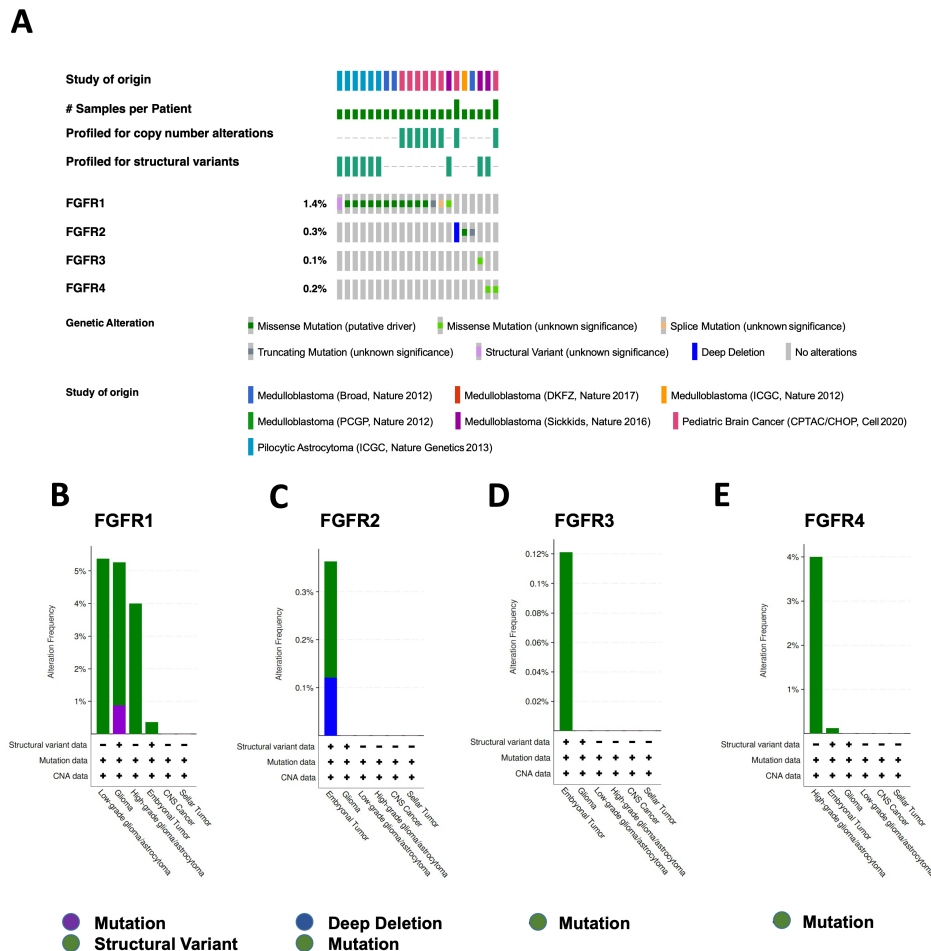 A
Study of origin
# Samples per Patient
Profiled for copy number alterations
Profiled for structural variants
FGFR1 1.4%
FGFR2 0.3%
FGFR3 0.1%
FGFR4 0.2%
Genetic Alteration
Missense Mutation (putative driver) Missense Mutation (unknown significance) Splice Mutation (unknown significance)
Truncating Mutation (unknown significance) Structural Variant (unknown significance) Deep Deletion No alterations
Study of origin
Medulloblastoma (Broad, Nature 2012) Medulloblastoma (DKFZ, Nature 2017) Medulloblastoma (ICGC, Nature 2012)
Medulloblastoma (PCGP, Nature 2012) Medulloblastoma (Sickkids, Nature 2016) Pediatric Brain Cancer (CPTAC/CHOP, Cell 2020)
Pilocytic Astrocytoma (ICGC, Nature Genetics 2013)
B
FGFR1
Alteration Frequency
5%
4%
3%
2%
1%
Structural variant data - + - + - -
Mutation data + + + + + +
CNA data + + + + + +
Low-grade glioma/astrocytoma
Glioma
High-grade glioma/astrocytoma
Embryonal Tumor
CNS Cancer
Sellar Tumor
Mutation
Structural Variant
C
FGFR2
Alteration Frequency
0.3%
0.2%
0.1%
Structural variant data + + - - - -
Mutation data + + + + + +
CNA data + + + + + +
Embryonal Tumor
Glioma
Low-grade glioma/astrocytoma
High-grade glioma/astrocytoma
CNS Cancer
Sellar Tumor
Deep Deletion
Mutation
D
FGFR3
Alteration Frequency
0.12%
0.1%
0.08%
0.06%
0.04%
0.02%
Structural variant data + + - - - -
Mutation data + + + + + +
CNA data + + + + + +
Embryonal Tumor
Glioma
Low-grade glioma/astrocytoma
High-grade glioma/astrocytoma
CNS Cancer
Sellar Tumor
Mutation
E
FGFR4
Alteration Frequency
4%
3%
2%
1%
Structural variant data - + + - - -
Mutation data + + + + + +
CNA data + + + + + +
High-grade glioma/astrocytoma
Embryonal Tumor
Glioma
Low-grade glioma/astrocytoma
CNS Cancer
Sellar Tumor
Mutation